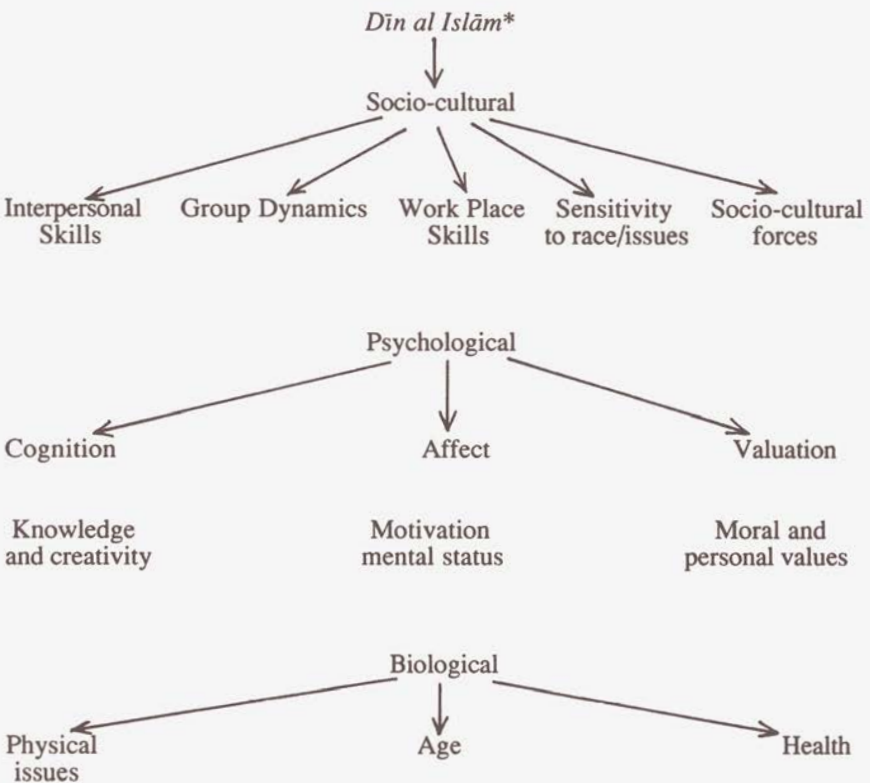 Dīn al Islām*
Socio-cultural
Interpersonal
Skills
Group Dynamics
Work Place
Skills
Sensitivity
to race/issues
Socio-cultural
forces
Psychological
Cognition
Affect
Valuation
Knowledge
and creativity
Motivation
mental status
Moral and
personal values
Biological
Physical
issues
Age
Health